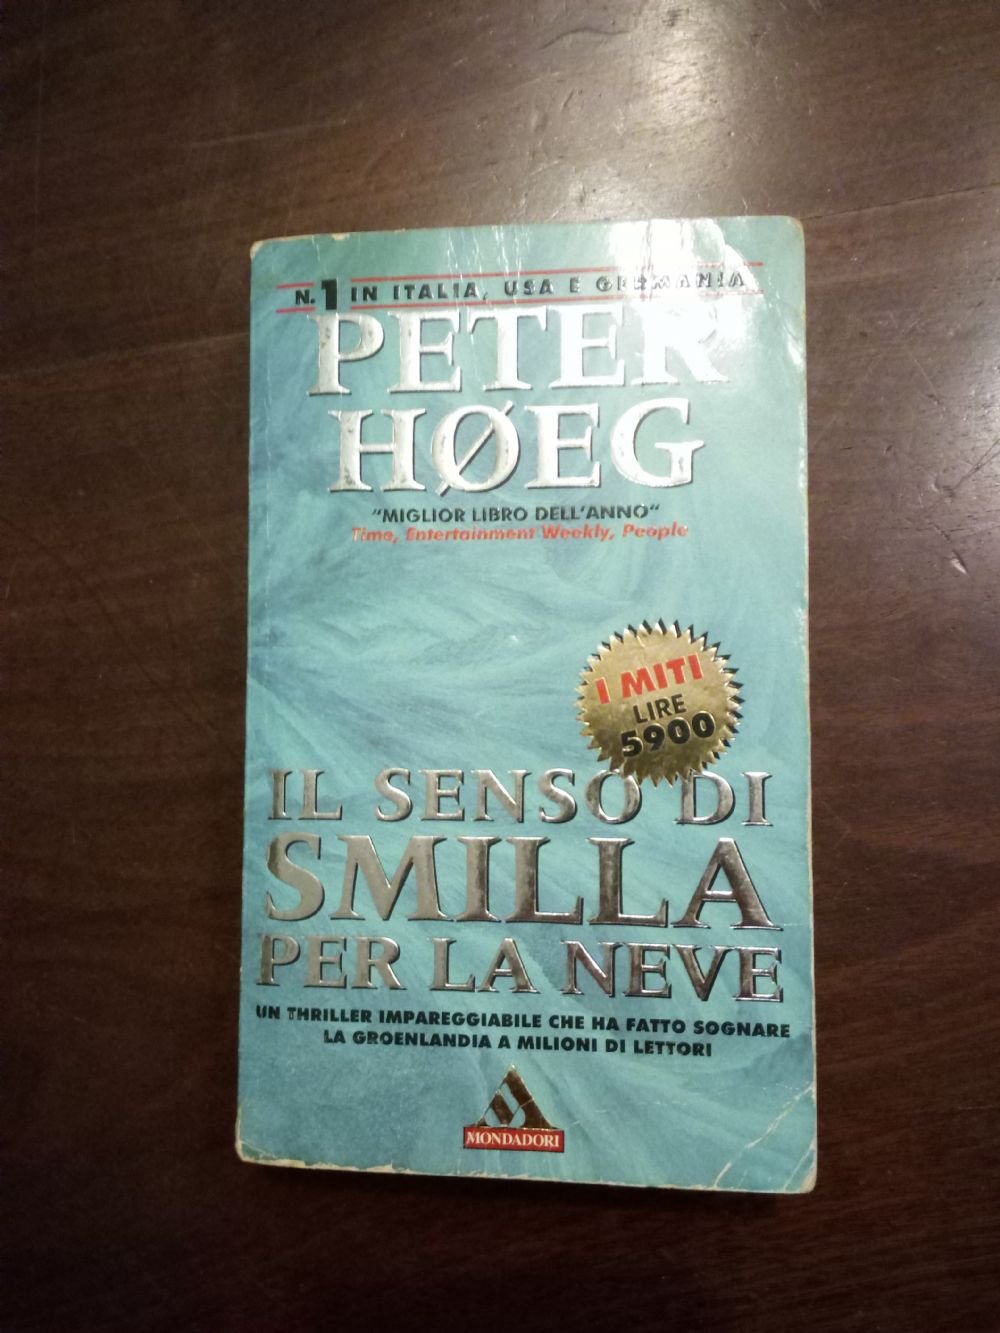 N.1 IN ITALIA, USA E GERMANIA
PETER
HØEG
"MIGLIOR LIBRO DELL'ANNO"
Time, Entertainment Weekly, People
I MITI
LIRE
5900
IL SENSO DI
SMILLA
PER LA NEVE
UN THRILLER IMPAREGGIABILE CHE HA FATTO SOGNARE
LA GROENLANDIA A MILIONI DI LETTORI
MONDADORI